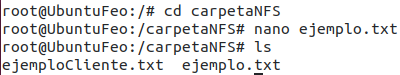 root@UbuntuFeo:/# cd carpetaNFS
root@UbuntuFeo:/carpetaNFS# nano ejemplo.txt
root@UbuntuFeo:/carpetaNFS# ls
ejemploCliente.txt  ejemplo.txt